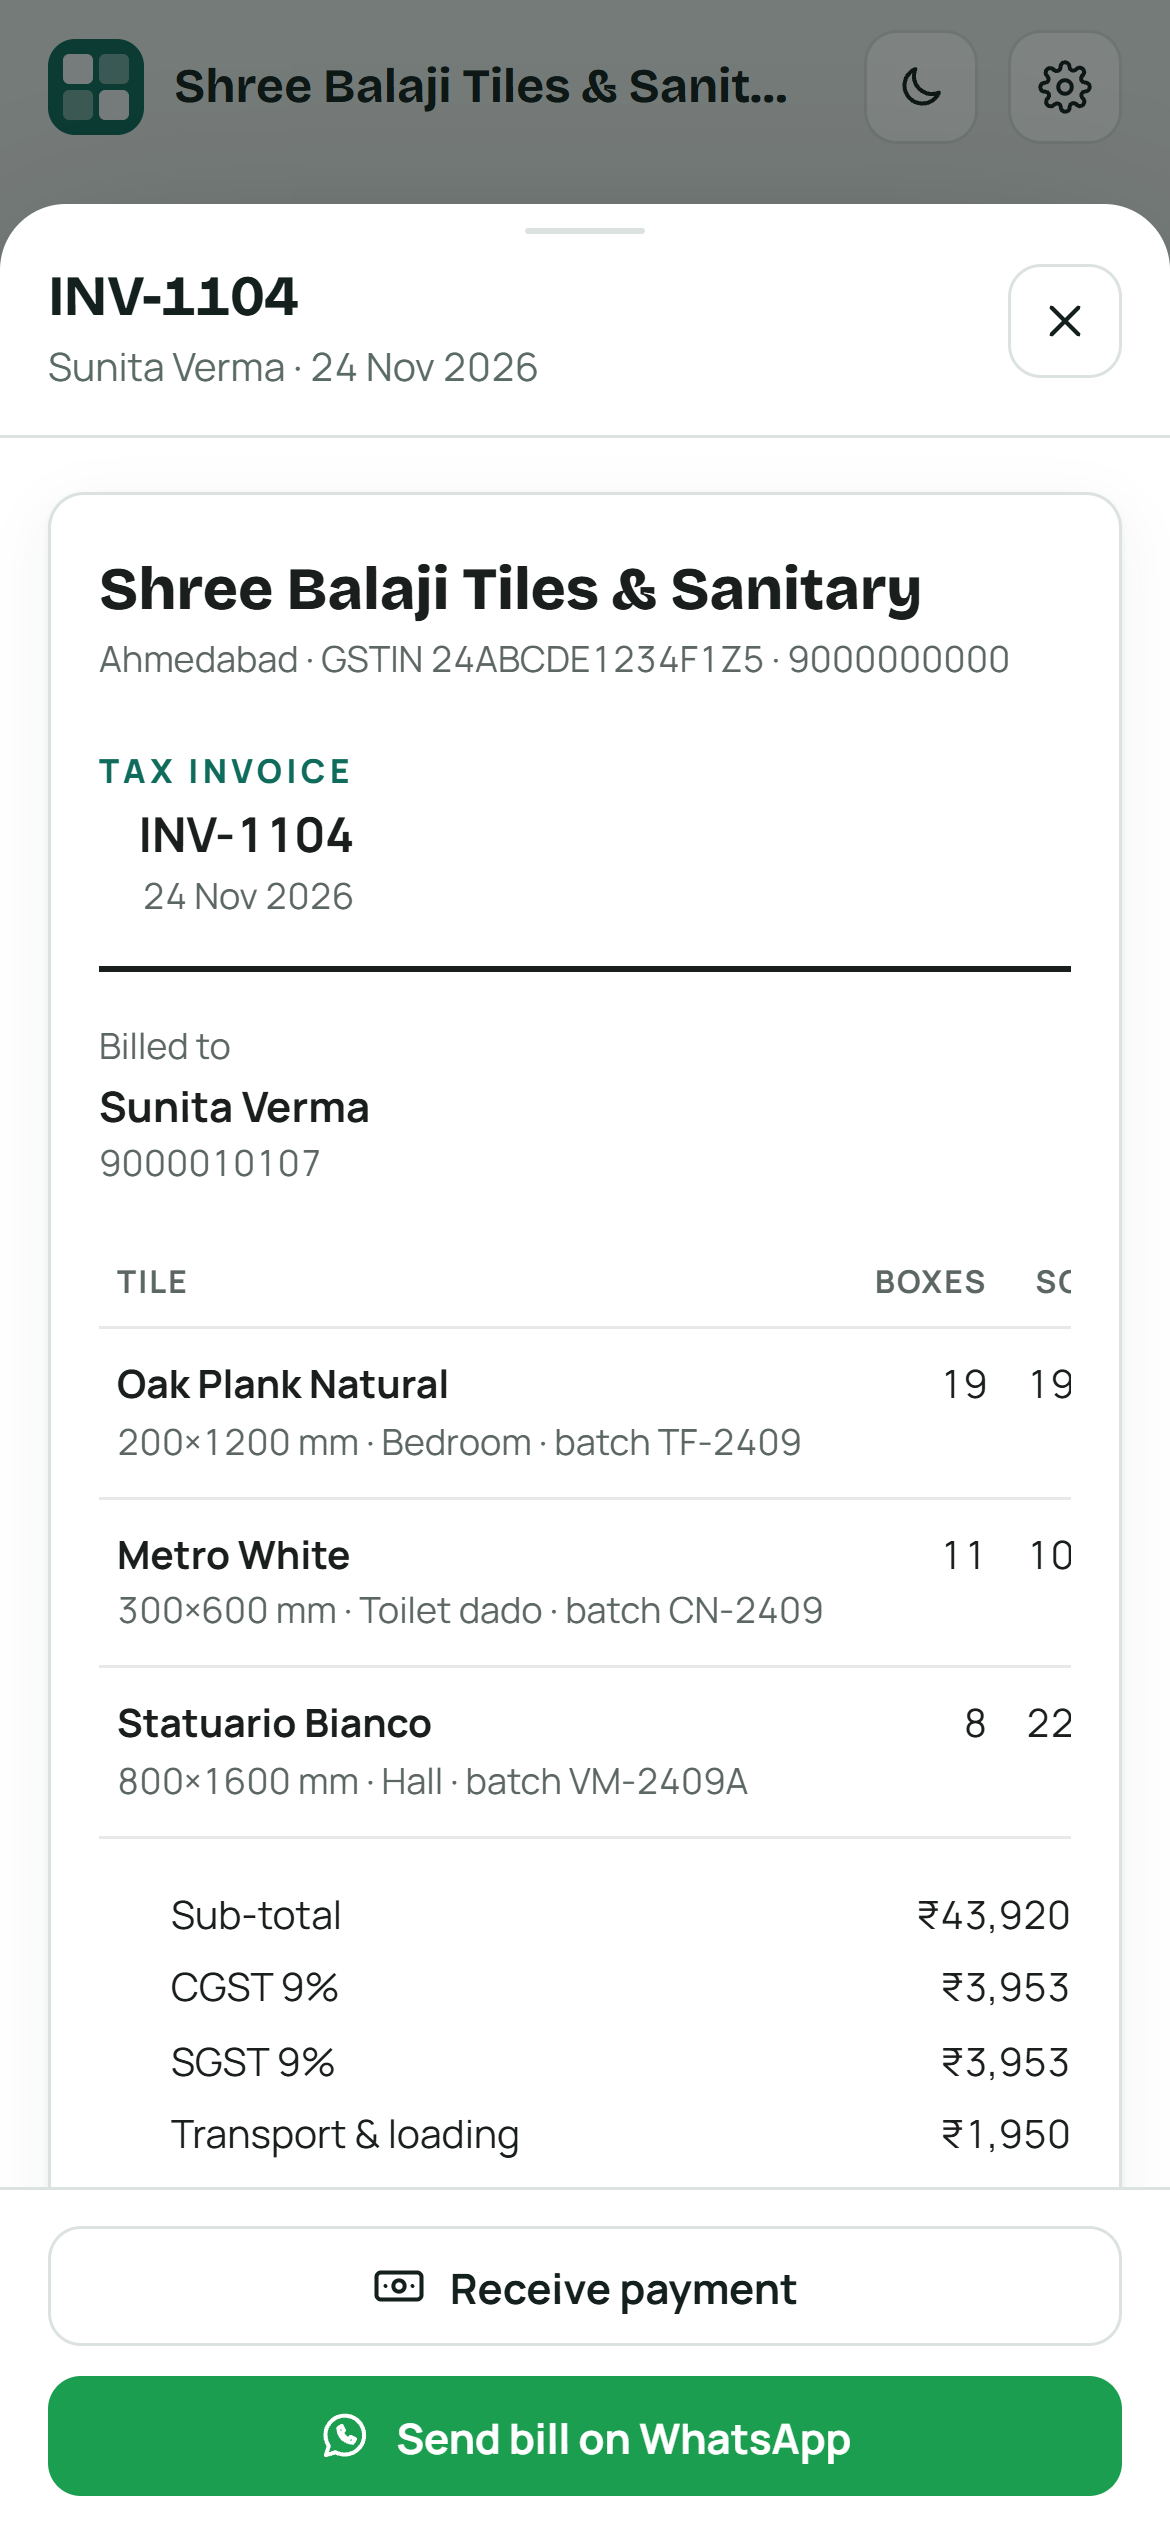 Shree Balaji Tiles & Sanit...
INV-1104
Sunita Verma · 24 Nov 2026
Shree Balaji Tiles & Sanitary
Ahmedabad · GSTIN 24ABCDE1234F1Z5 · 9000000000
TAX INVOICE
INV-1104
24 Nov 2026
Billed to
Sunita Verma
9000010107
TILE BOXES
Oak Plank Natural 19 19
200×1200 mm · Bedroom · batch TF-2409
Metro White 11 10
300×600 mm · Toilet dado · batch CN-2409
Statuario Bianco 8 22
800×1600 mm · Hall · batch VM-2409A
Sub-total ₹43,920
CGST 9% ₹3,953
SGST 9% ₹3,953
Transport & loading ₹1,950
Receive payment
Send bill on WhatsApp